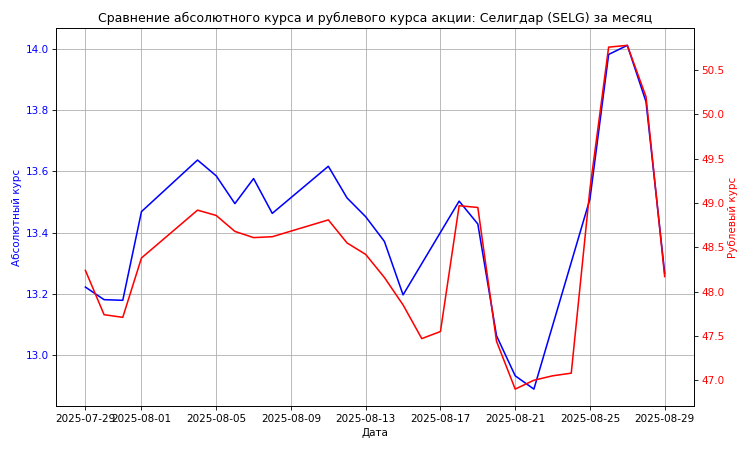 Сравнение абсолютного курса и рублевого курса акции: Селигдар (SELG) за месяц
14.0
13.8
13.6
13.4
13.2
13.0
Абсолютный курс
50.5
50.0
49.5
49.0
48.5
48.0
47.5
47.0
Рублевый курс
2025-07-29 2025-08-01 2025-08-05 2025-08-09 2025-08-13 2025-08-17 2025-08-21 2025-08-25 2025-08-29
Дата